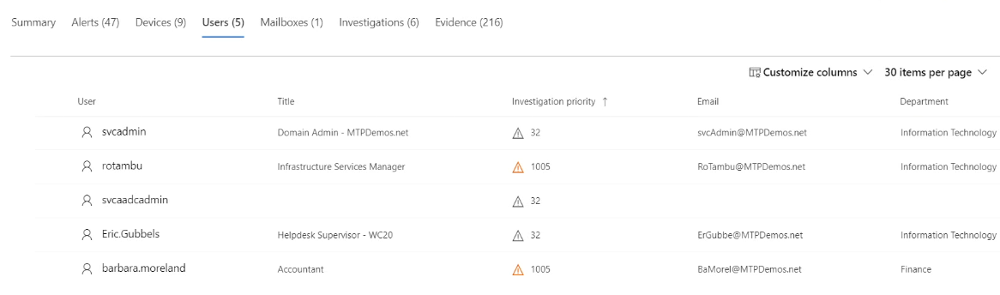 Summary Alerts (47) Devices (9) Users (5) Mailboxes (1) Investigations (6) Evidence (216)
Customize columns 30 items per page
User Title Investigation priority ↑ Email Department
svcadmin Domain Admin - MTPDemos.net 32 svcAdmin@MTPDemos.net Information Technology
rotambu Infrastructure Services Manager 1005 RoTambu@MTPDemos.net Information Technology
svcaadcadmin 32
Eric.Gubbels Helpdesk Supervisor - WC20 32 ErGubbe@MTPDemos.net Information Technology
barbara.moreland Accountant 1005 BaMorel@MTPDemos.net Finance